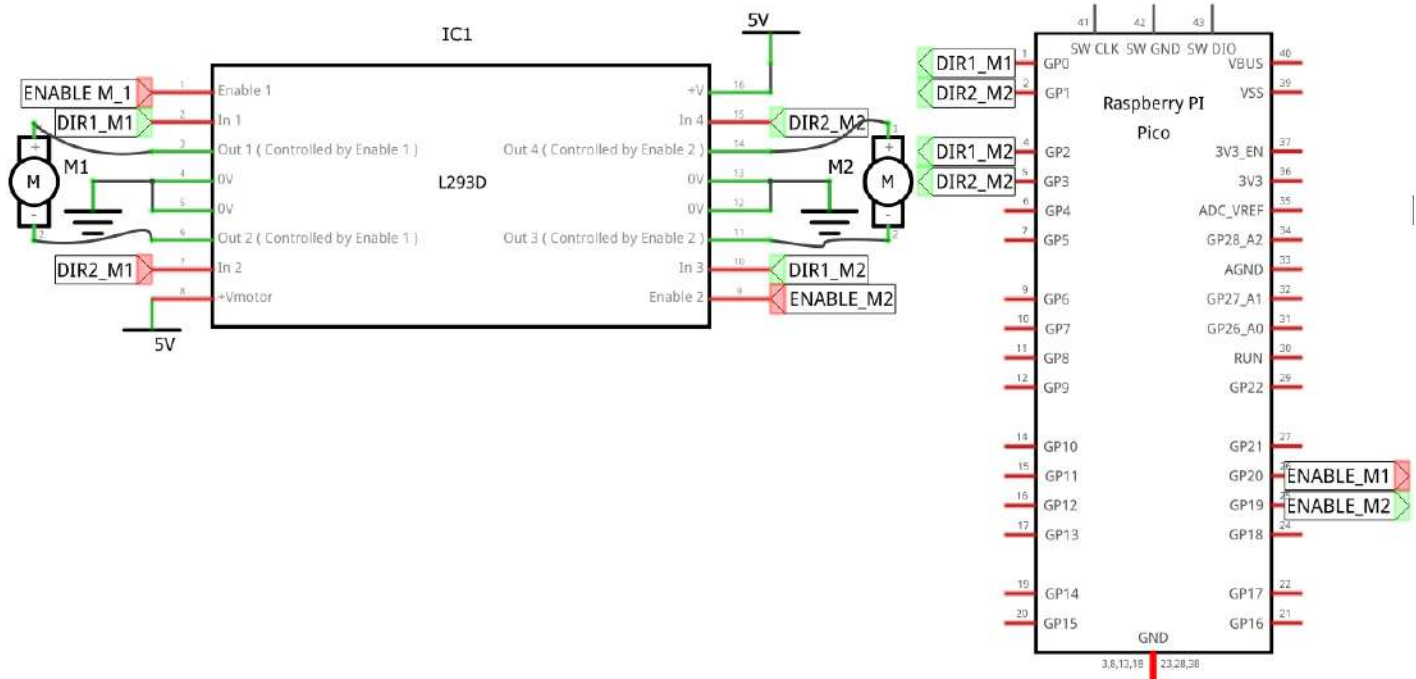 IC1
5V
ENABLE M_1
1
Enable 1
+V
16
DIR1_M1
2
In 1
In 4
15
DIR2_M2
3
Out 1 ( Controlled by Enable 1 )
Out 4 ( Controlled by Enable 2 )
14
1
+
M
M1
-
2
4
0V
L293D
0V
13
M2
+
M
-
2
5
0V
0V
12
6
Out 2 ( Controlled by Enable 1 )
Out 3 ( Controlled by Enable 2 )
11
DIR2_M1
7
In 2
In 3
10
DIR1_M2
8
+Vmotor
Enable 2
9
ENABLE_M2
5V
41
42
43
SW CLK
SW GND
SW DIO
Raspberry PI
Pico
DIR1_M1
1
GP0
DIR2_M2
2
GP1
DIR1_M2
4
GP2
DIR2_M2
5
GP3
6
GP4
7
GP5
9
GP6
10
GP7
11
GP8
12
GP9
14
GP10
15
GP11
16
GP12
17
GP13
19
GP14
20
GP15
VBUS
40
VSS
39
3V3_EN
37
3V3
36
ADC_VREF
35
GP28_A2
34
AGND
33
GP27_A1
32
GP26_A0
31
RUN
30
GP22
29
GP21
27
GP20
26
ENABLE_M1
GP19
25
ENABLE_M2
GP18
24
GP17
22
GP16
21
GND
3,8,13,18
23,28,38